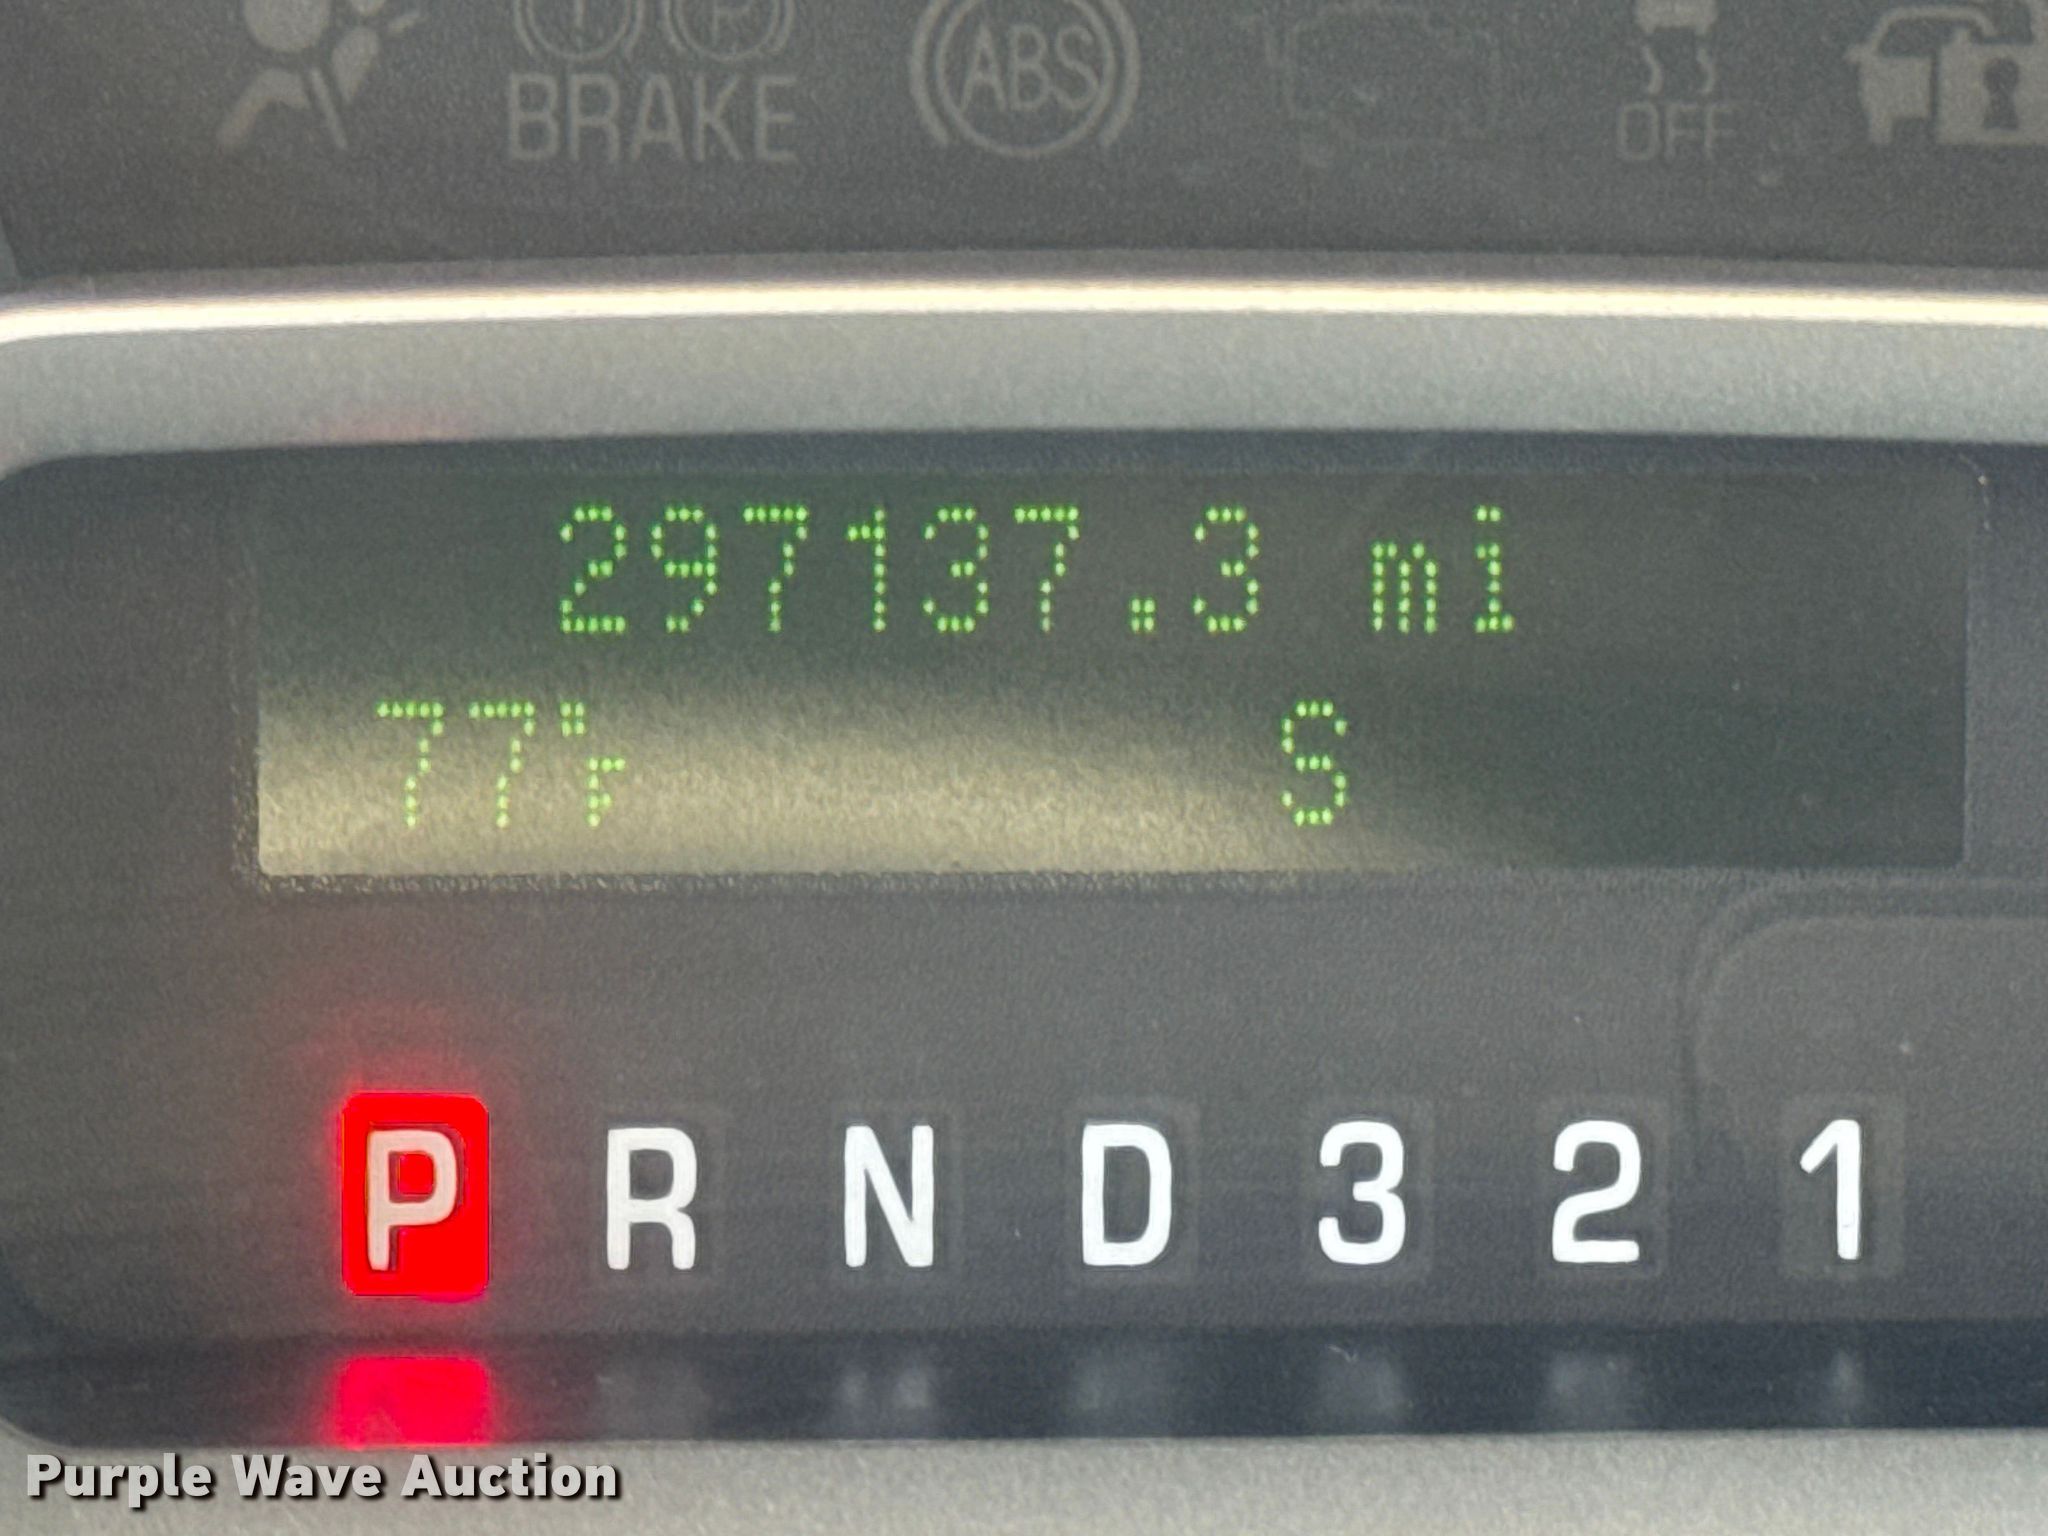 BRAKE ABS OFF
297137.3 mi
77°F S
P R N D 3 2 1
Purple Wave Auction